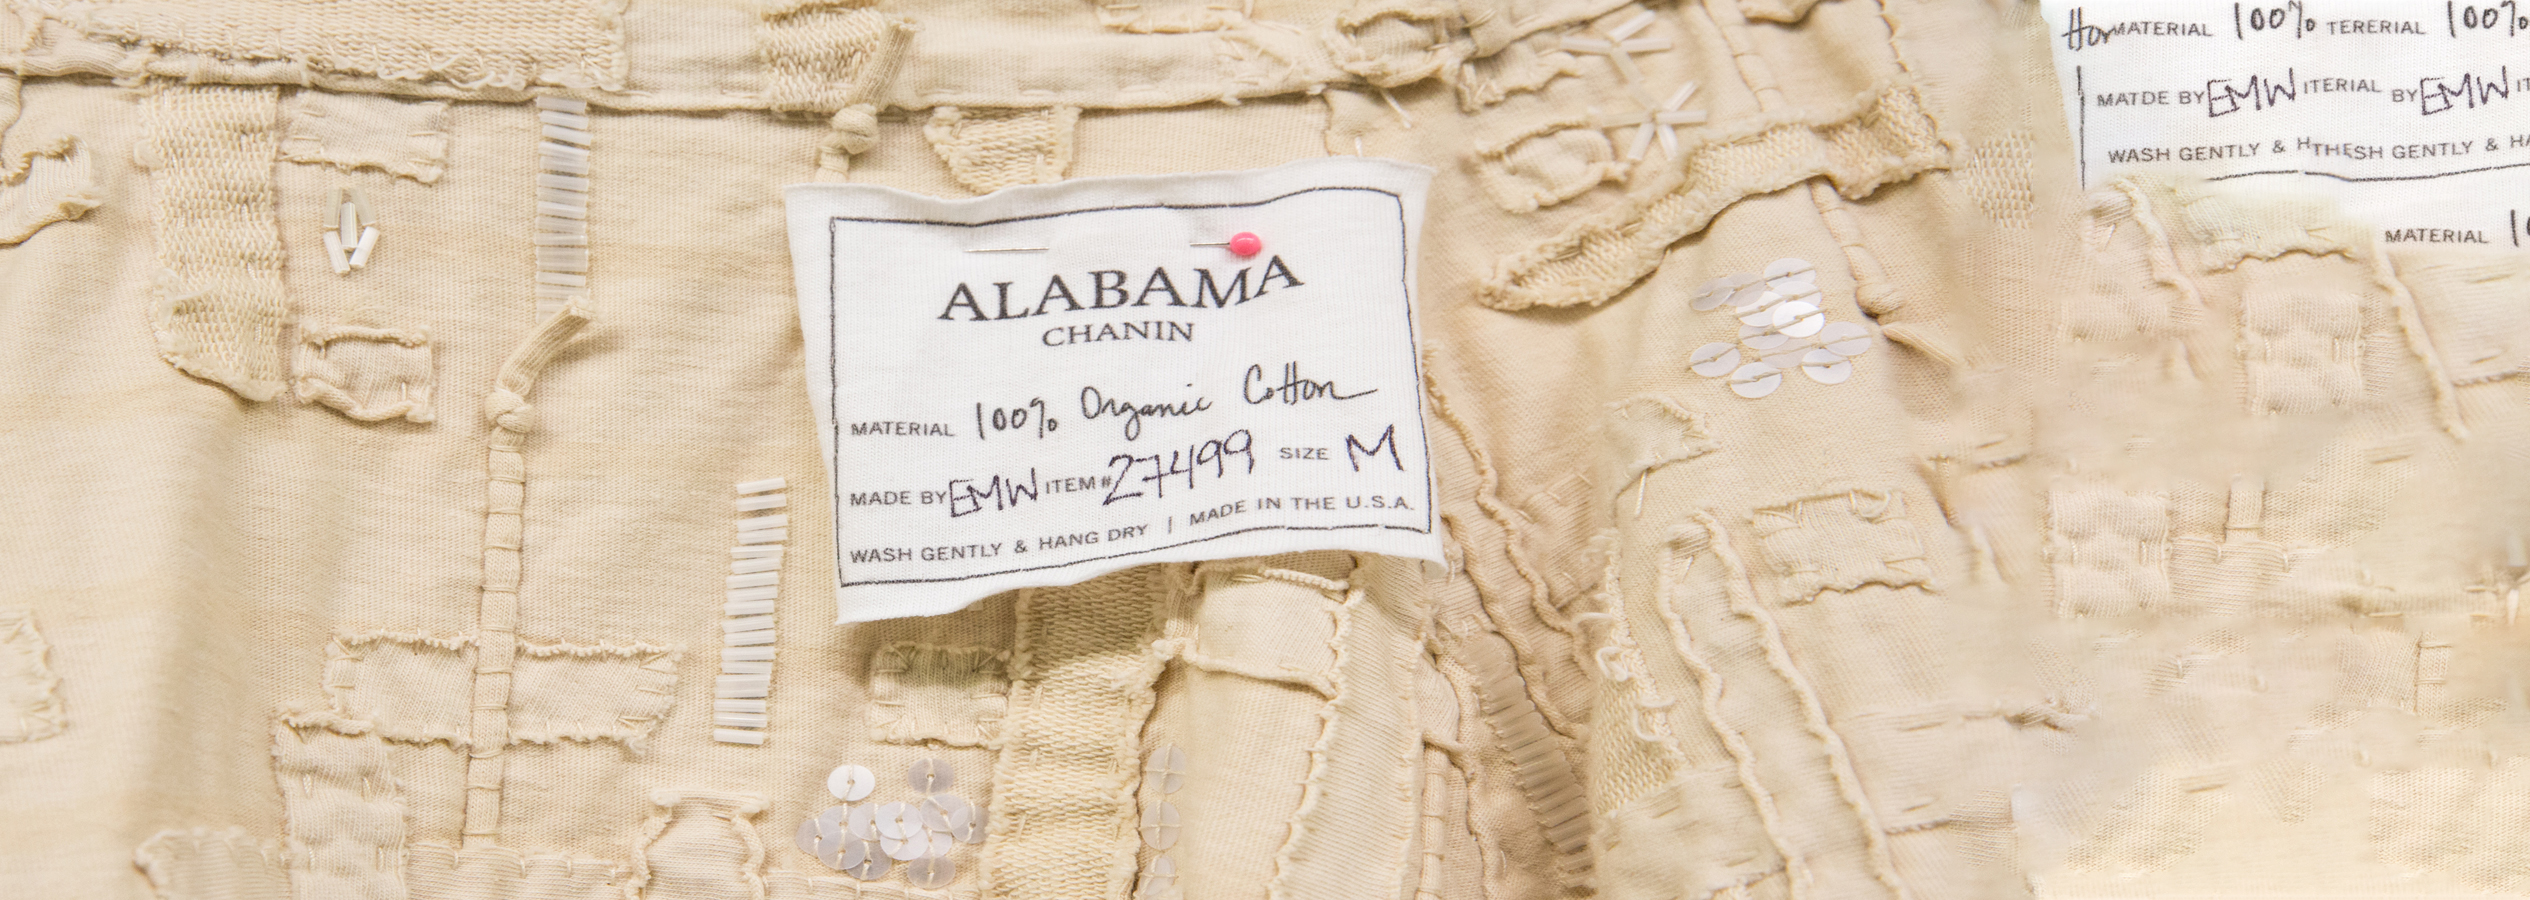 ALABAMA
CHANIN
MATERIAL 100% Organic Cotton
MADE BY EMW ITEM# 27499 SIZE M
WASH GENTLY & HANG DRY | MADE IN THE U.S.A.
MATERIAL 100% TERERIAL 100%
MATDE BY EMW ITERIAL BY EMW IT
WASH GENTLY & HTHESH GENTLY & HA
MATERIAL